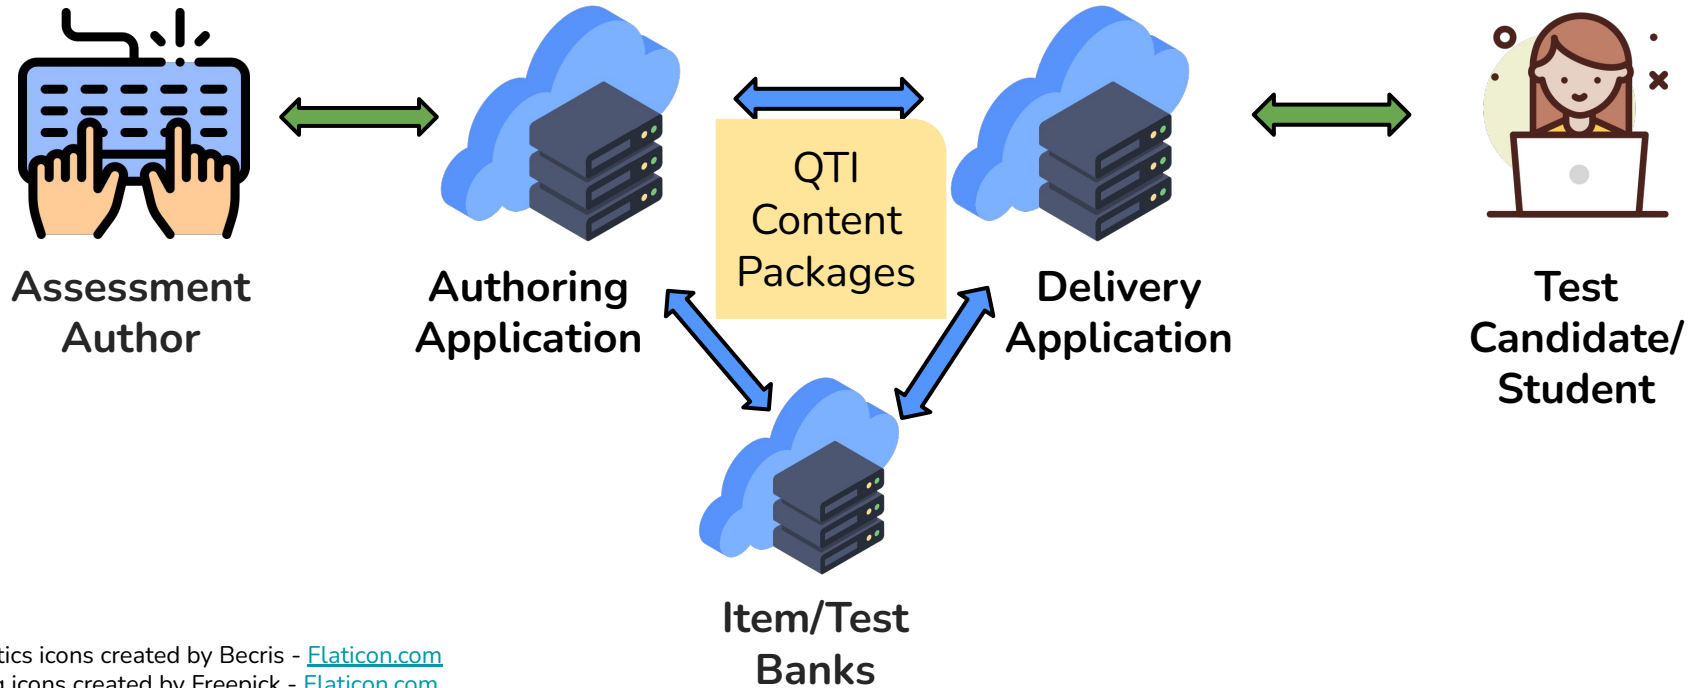 QTI
Content
Packages
Assessment
Author
Authoring
Application
Delivery
Application
Test
Candidate/
Student
Item/Test
Banks
icons created by Becris - Flaticon.com
icons created by Freepick - Flaticon.com